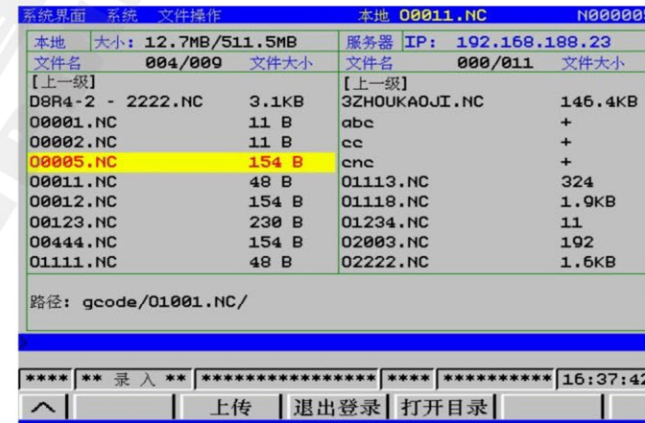 系统界面 系统 文件操作 本地 O0011.NC N000005
本地 大小: 12.7MB/511.5MB 服务器 IP: 192.168.188.23
文件名 004/009 文件大小 文件名 000/011 文件大小
[上一级] [上一级]
D8R4-2 - 2222.NC 3.1KB 3ZHOUKAOJI.NC 146.4KB
O0001.NC 11 B abc +
O0002.NC 11 B cc +
O0005.NC 154 B cnc +
O0011.NC 48 B O1113.NC 324
O0012.NC 154 B O1118.NC 1.9KB
O0123.NC 230 B O1234.NC 11
O0444.NC 154 B O2003.NC 192
O1111.NC 48 B O2222.NC 1.6KB
路径: gcode/O1001.NC/
**** ** 录入 ** **************** **** ********** 16:37:42
上传 退出登录 打开目录